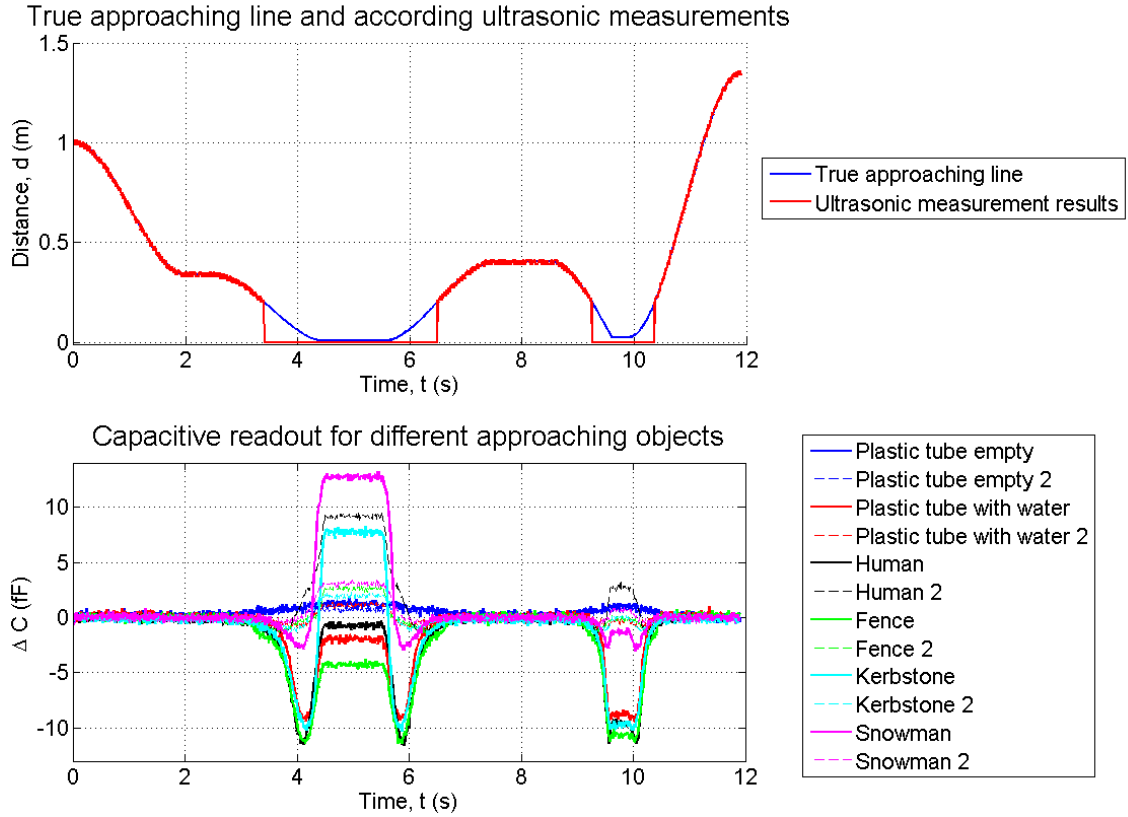 True approaching line and according ultrasonic measurements
1.5
1
0.5
0
Distance, d (m)
0 2 4 6 8 10 12
Time, t (s)
True approaching line
Ultrasonic measurement results
Capacitive readout for different approaching objects
10
5
0
-5
-10
Δ C (fF)
0 2 4 6 8 10 12
Time, t (s)
Plastic tube empty
Plastic tube empty 2
Plastic tube with water
Plastic tube with water 2
Human
Human 2
Fence
Fence 2
Kerbstone
Kerbstone 2
Snowman
Snowman 2